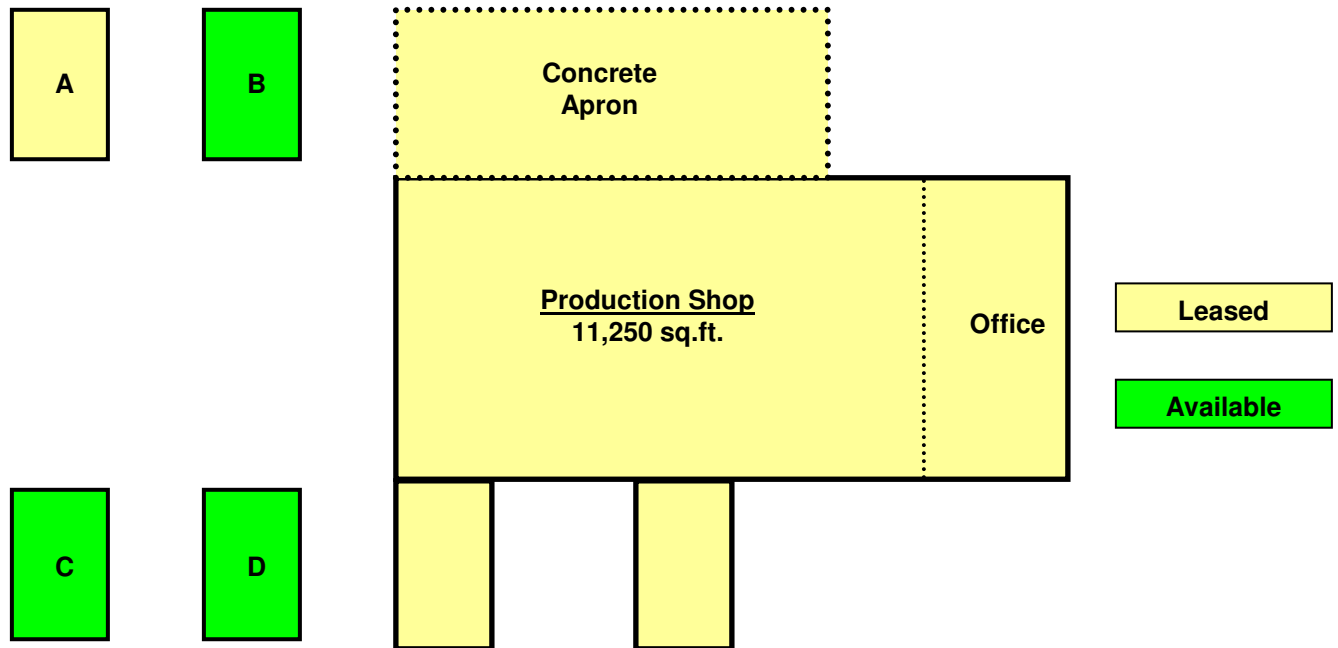 A
B
Concrete
Apron
Production Shop
11,250 sq.ft.
Office
Leased
Available
C
D